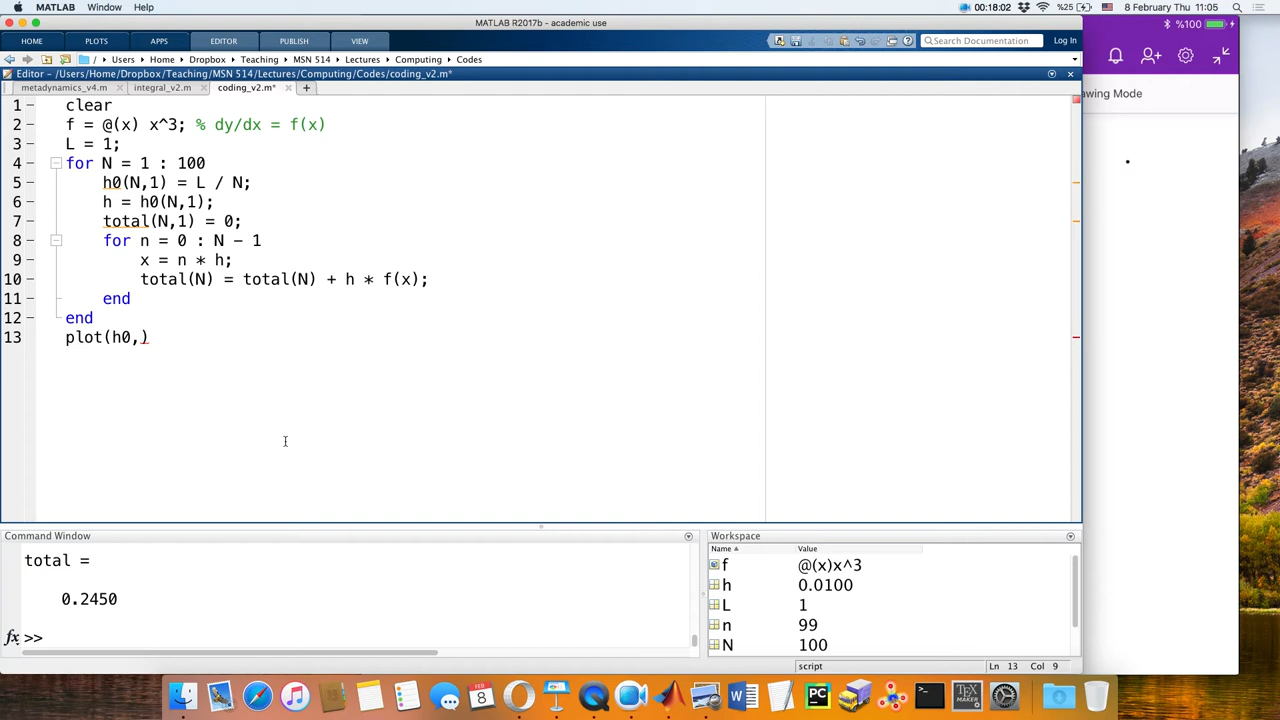 MATLAB Window Help
00:18:02 %25 8 February Thu 11:05
MATLAB R2017b - academic use
%100
HOME PLOTS APPS EDITOR PUBLISH VIEW
Search Documentation Log In
/ Users Home Dropbox Teaching MSN 514 Lectures Computing Codes
Editor - /Users/Home/Dropbox/Teaching/MSN 514/Lectures/Computing/Codes/coding_v2.m*
metadynamics_v4.m integral_v2.m coding_v2.m*
awing Mode
1 clear
2 f = @(x) x^3; % dy/dx = f(x)
3 L = 1;
4 for N = 1 : 100
5 h0(N,1) = L / N;
6 h = h0(N,1);
7 total(N,1) = 0;
8 for n = 0 : N - 1
9 x = n * h;
10 total(N) = total(N) + h * f(x);
11 end
12 end
13 plot(h0,)
Command Window
total =
0.2450
fx >>
Workspace
Name Value
f @(x)x^3
h 0.0100
L 1
n 99
N 100
script Ln 13 Col 9
FEB
8
W PC
TEX